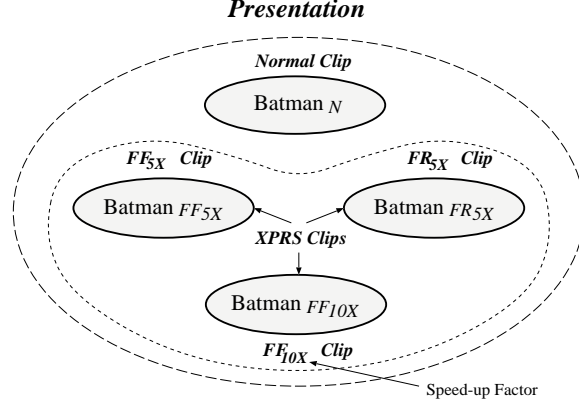 Presentation
Normal Clip
Batman N
FF5X Clip
FR5X Clip
Batman FF5X
Batman FR5X
XPRS Clips
Batman FF10X
FF10X Clip
Speed-up Factor